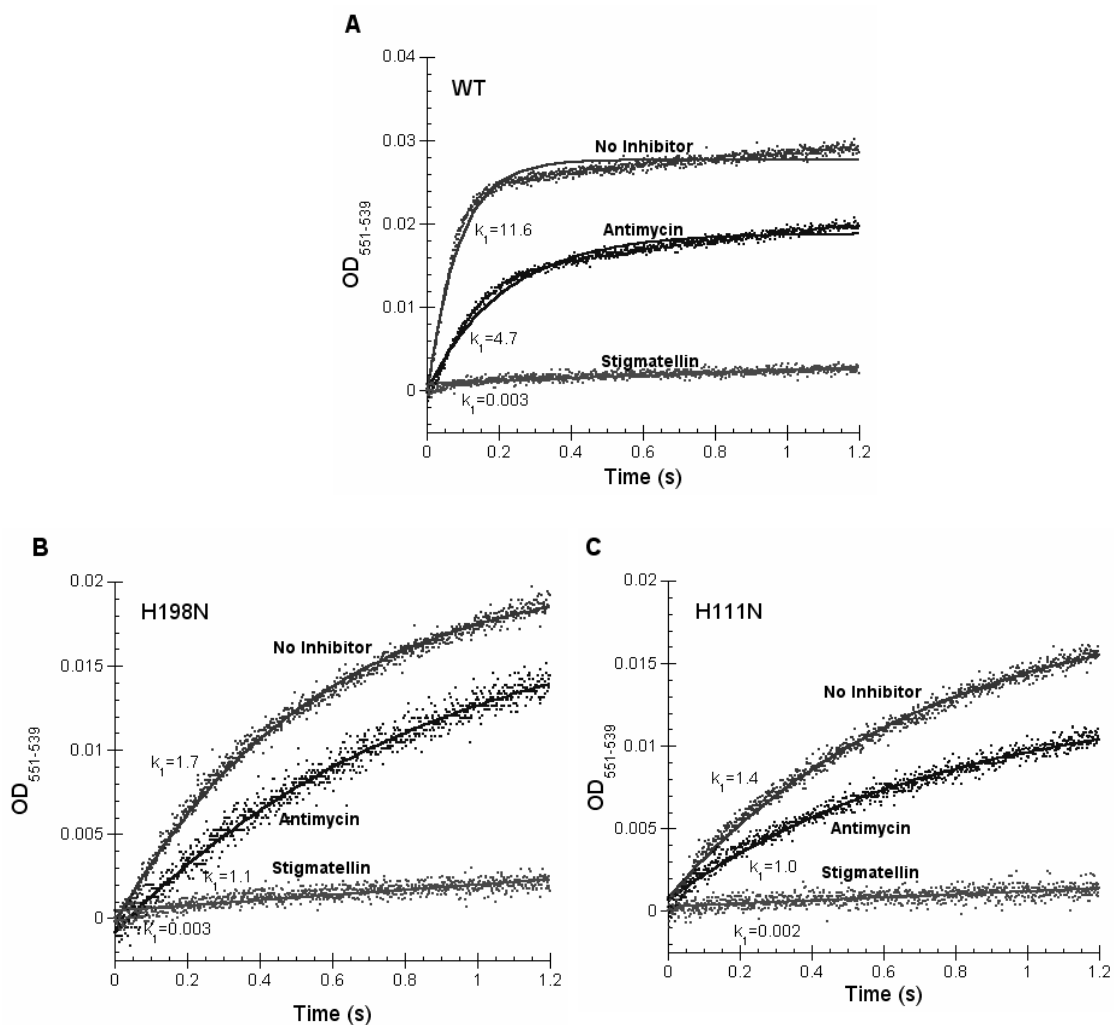 A
WT
0.04
0.03
0.02
0.01
0
OD551-539
No Inhibitor
k1=11.6
Antimycin
k1=4.7
Stigmatellin
k1=0.003
0 0.2 0.4 0.6 0.8 1 1.2
Time (s)
B
H198N
0.02
0.015
0.01
0.005
0
OD551-539
No Inhibitor
k1=1.7
Antimycin
k1=1.1
Stigmatellin
k1=0.003
0 0.2 0.4 0.6 0.8 1 1.2
Time (s)
C
H111N
0.02
0.015
0.01
0.005
0
OD551-539
No Inhibitor
k1=1.4
Antimycin
k1=1.0
Stigmatellin
k1=0.002
0 0.2 0.4 0.6 0.8 1 1.2
Time (s)